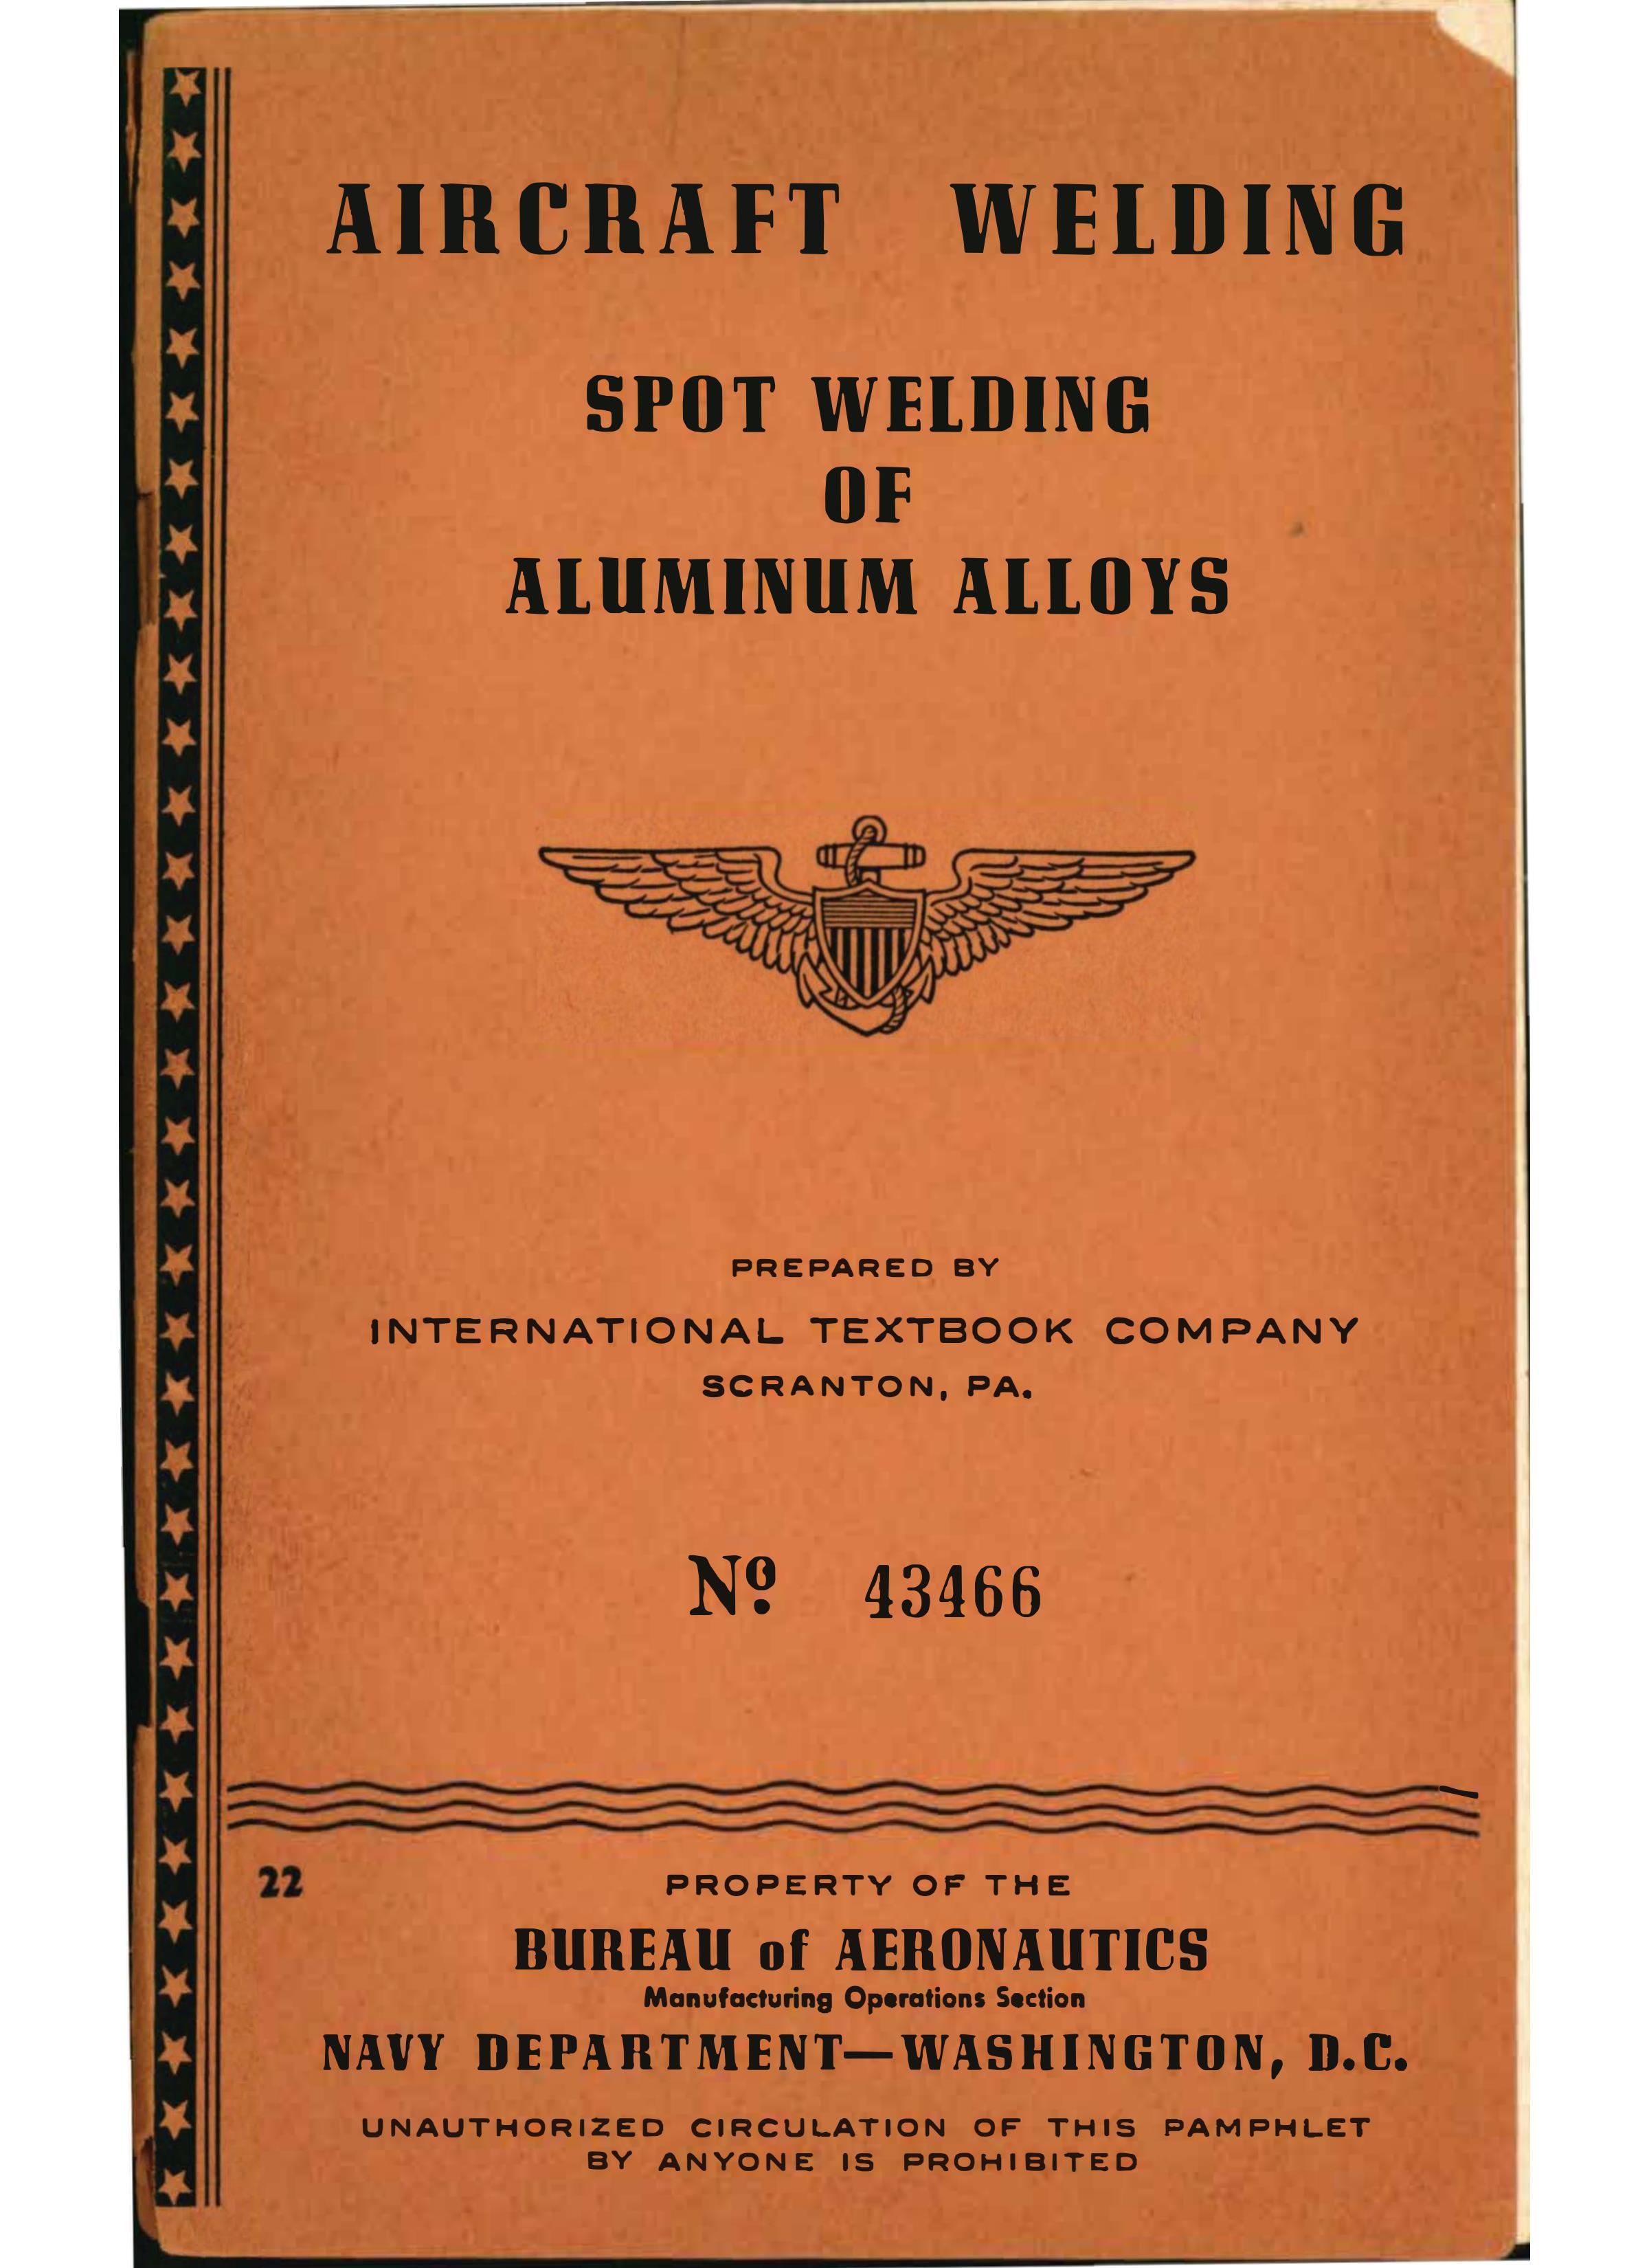 AIRCRAFT WELDING
SPOT WELDING
OF
ALUMINUM ALLOYS
PREPARED BY
INTERNATIONAL TEXTBOOK COMPANY
SCRANTON, PA.
Nº 43466
22
PROPERTY OF THE
BUREAU of AERONAUTICS
Manufacturing Operations Section
NAVY DEPARTMENT—WASHINGTON, D.C.
UNAUTHORIZED CIRCULATION OF THIS PAMPHLET
BY ANYONE IS PROHIBITED